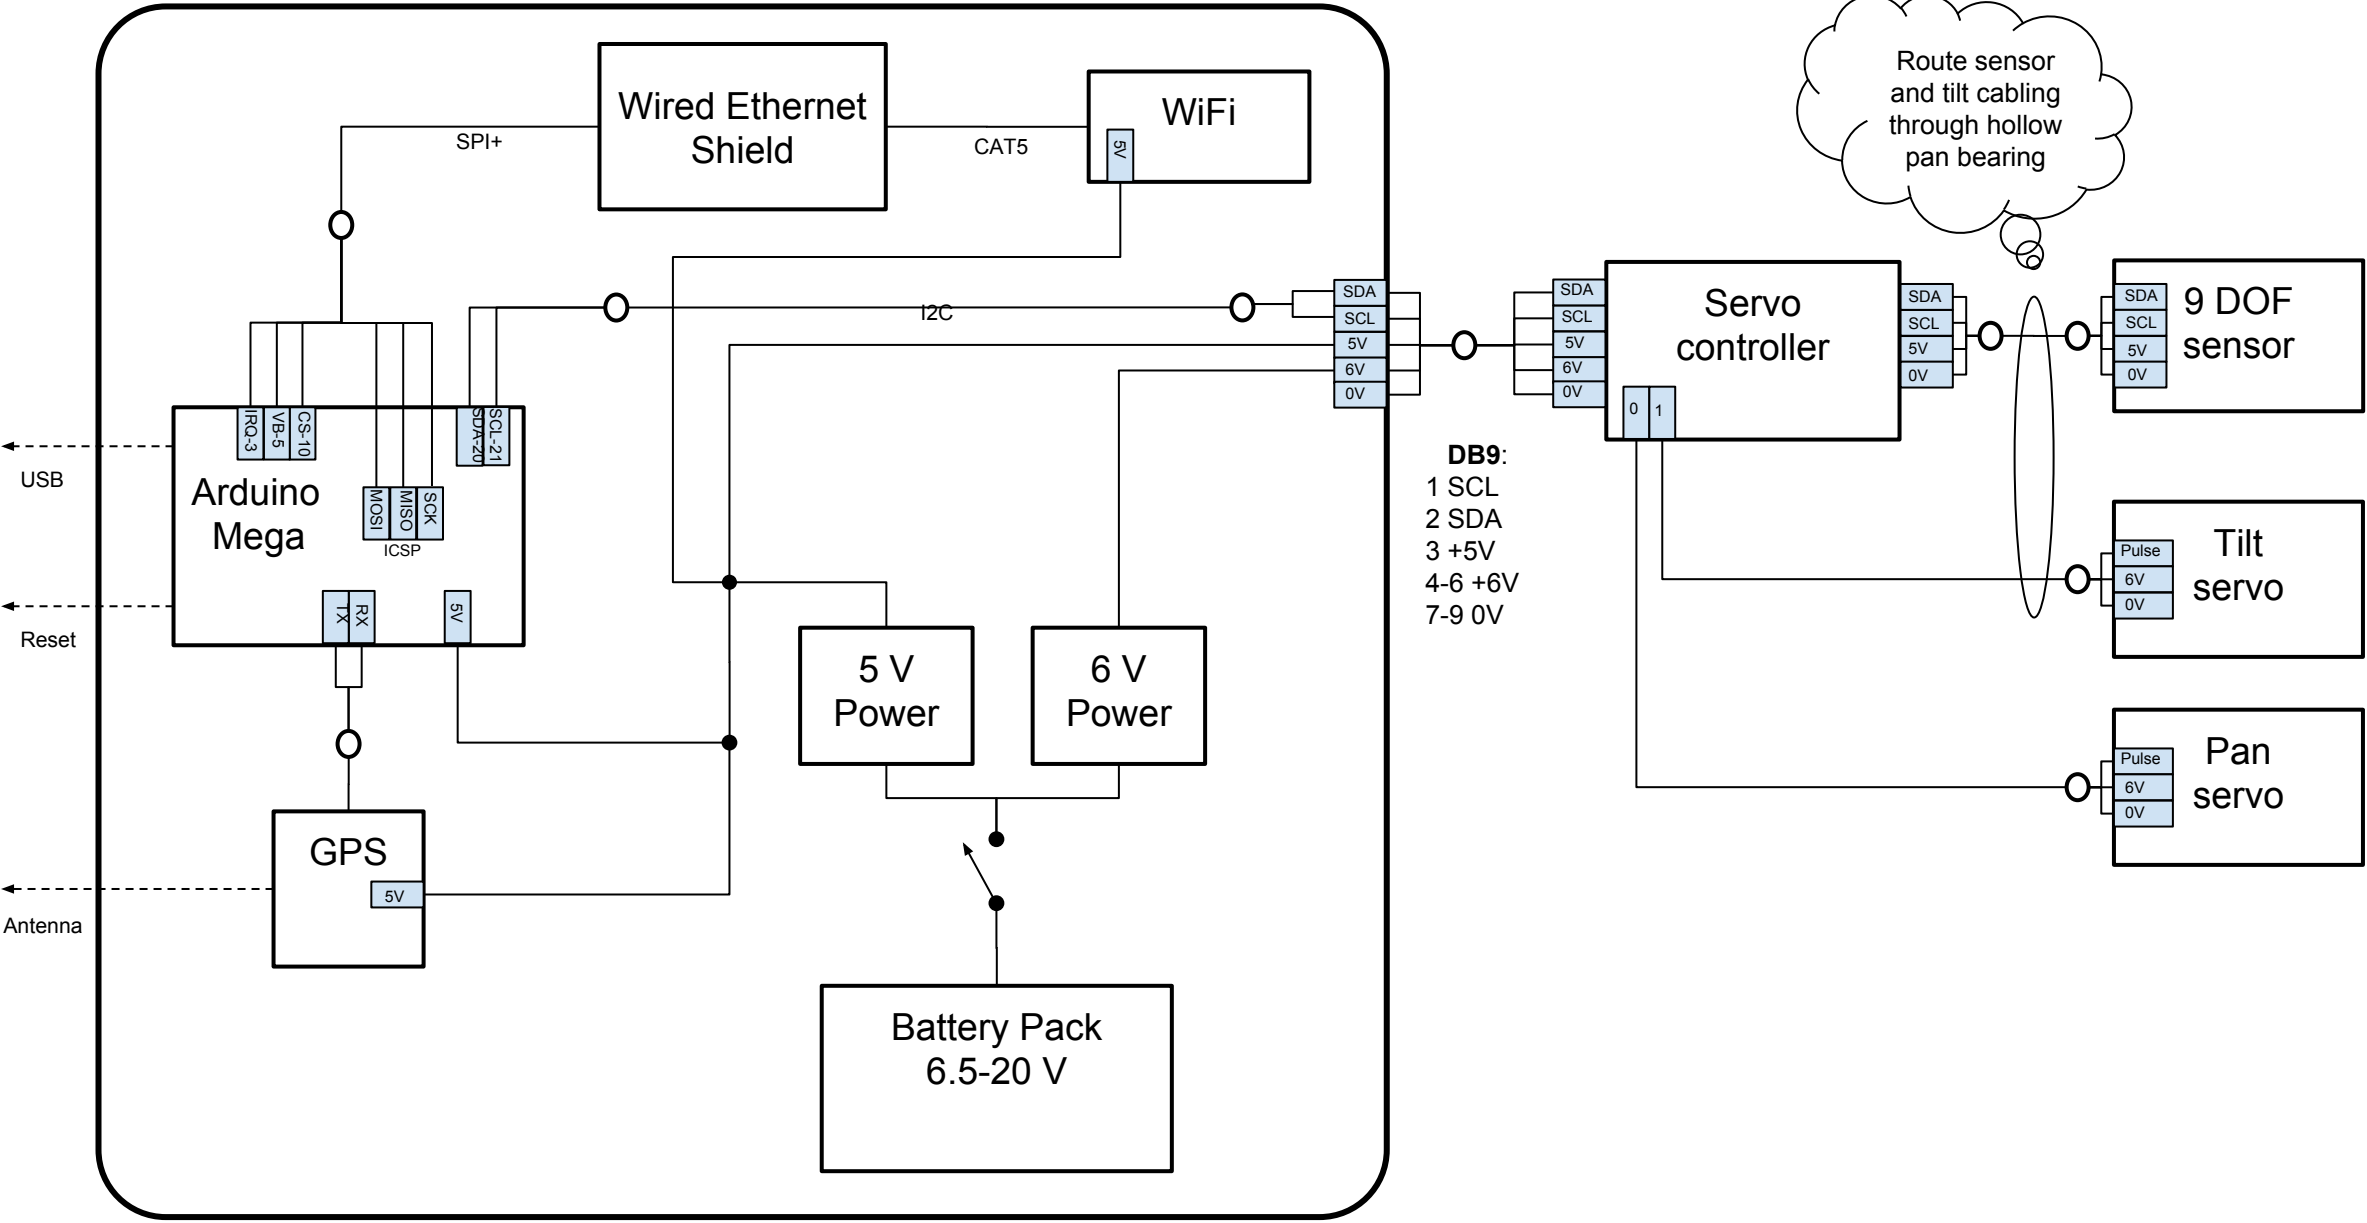 Route sensor
and tilt cabling
through hollow
pan bearing
Wired Ethernet
Shield
WiFi
5V
SPI+
CAT5
I2C
SDA
SCL
5V
6V
0V
SDA
SCL
5V
6V
0V
Servo
controller
0
1
SDA
SCL
5V
0V
SDA
SCL
5V
0V
9 DOF
sensor
IRQ-3
VB-5
CS-10
SDA-20
SCL-21
Arduino
Mega
MOSI
MISO
SCK
ICSP
TX
RX
5V
USB
Reset
DB9:
1 SCL
2 SDA
3 +5V
4-6 +6V
7-9 0V
Pulse
6V
0V
Tilt
servo
5 V
Power
6 V
Power
Pulse
6V
0V
Pan
servo
GPS
5V
Antenna
Battery Pack
6.5-20 V